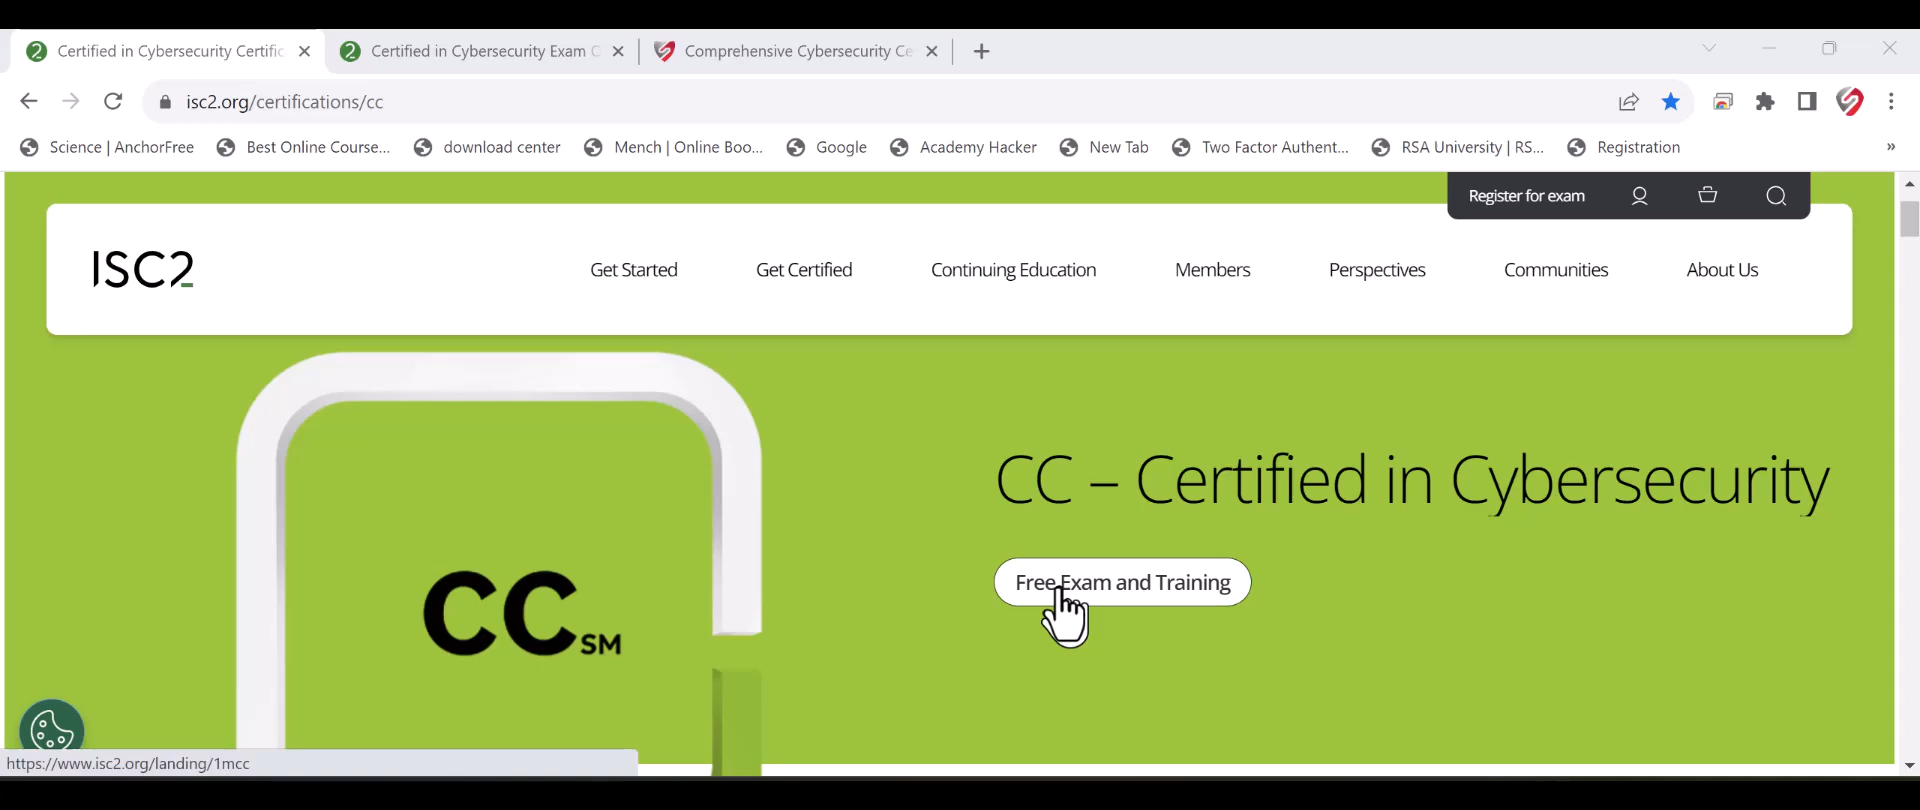 Certified in Cybersecurity Certific
Certified in Cybersecurity Exam C
Comprehensive Cybersecurity Ce
isc2.org/certifications/cc
Science | AnchorFree
Best Online Course...
download center
Mench | Online Boo...
Google
Academy Hacker
New Tab
Two Factor Authent...
RSA University | RS...
Registration
»
Register for exam
ISC2
Get Started
Get Certified
Continuing Education
Members
Perspectives
Communities
About Us
CC – Certified in Cybersecurity
Free Exam and Training
CC SM
https://www.isc2.org/landing/1mcc